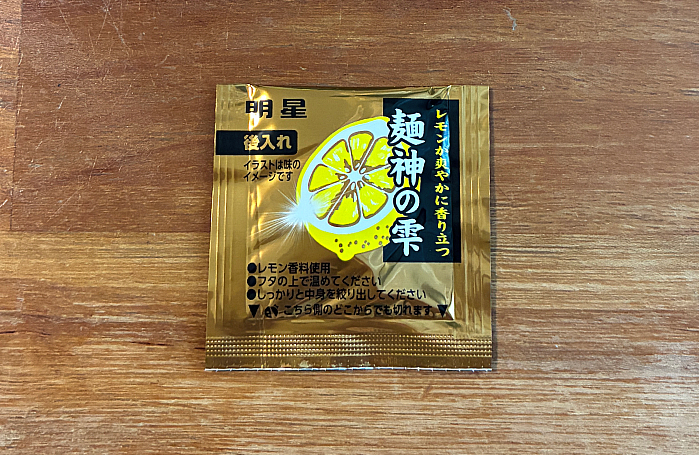 明星
後入れ
イラストは味の
イメージです
レモンが爽やかに香り立つ
麺神の雫
●レモン香料使用
●フタの上で温めてください
●しっかりと中身を絞り出してください
▼ こちら側のどこからでも切れます ▼